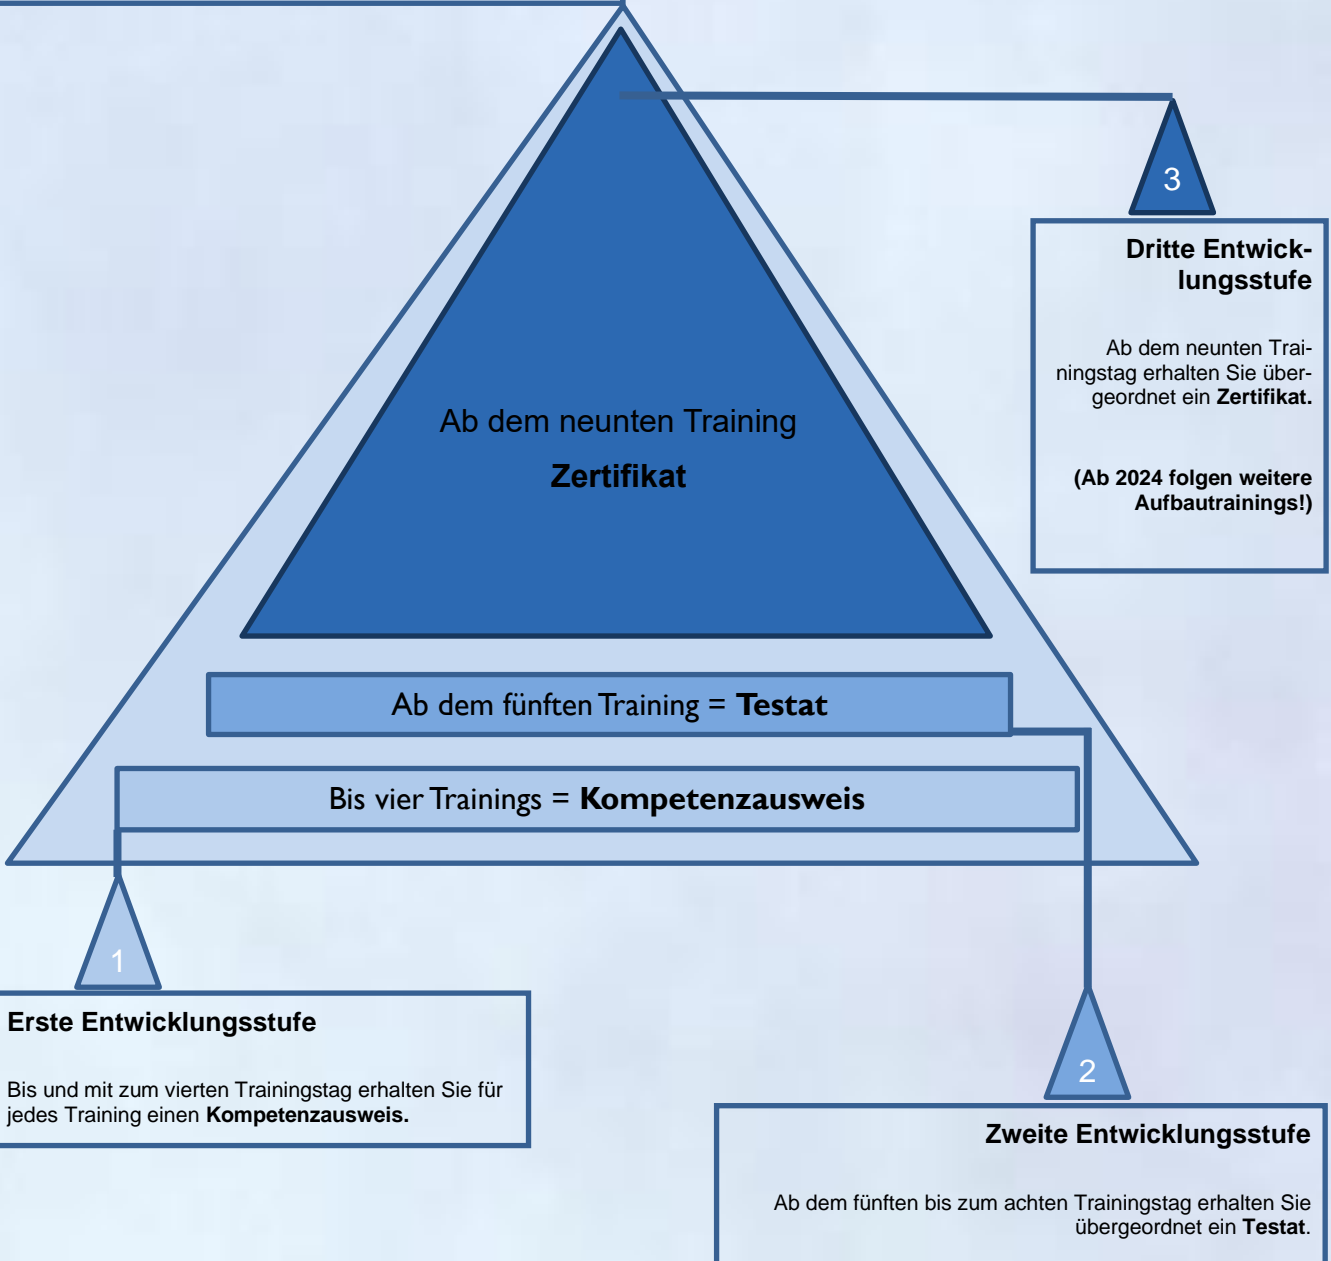 3
Dritte Entwick-
lungsstufe
Ab dem neunten Trai-
ningstag erhalten Sie über-
geordnet ein Zertifikat.
(Ab 2024 folgen weitere
Aufbautrainings!)
Ab dem neunten Training
Zertifikat
Ab dem fünften Training = Testat
Bis vier Trainings = Kompetenzausweis
1
Erste Entwicklungsstufe
Bis und mit zum vierten Trainingstag erhalten Sie für
jedes Training einen Kompetenzausweis.
2
Zweite Entwicklungsstufe
Ab dem fünften bis zum achten Trainingstag erhalten Sie
übergeordnet ein Testat.